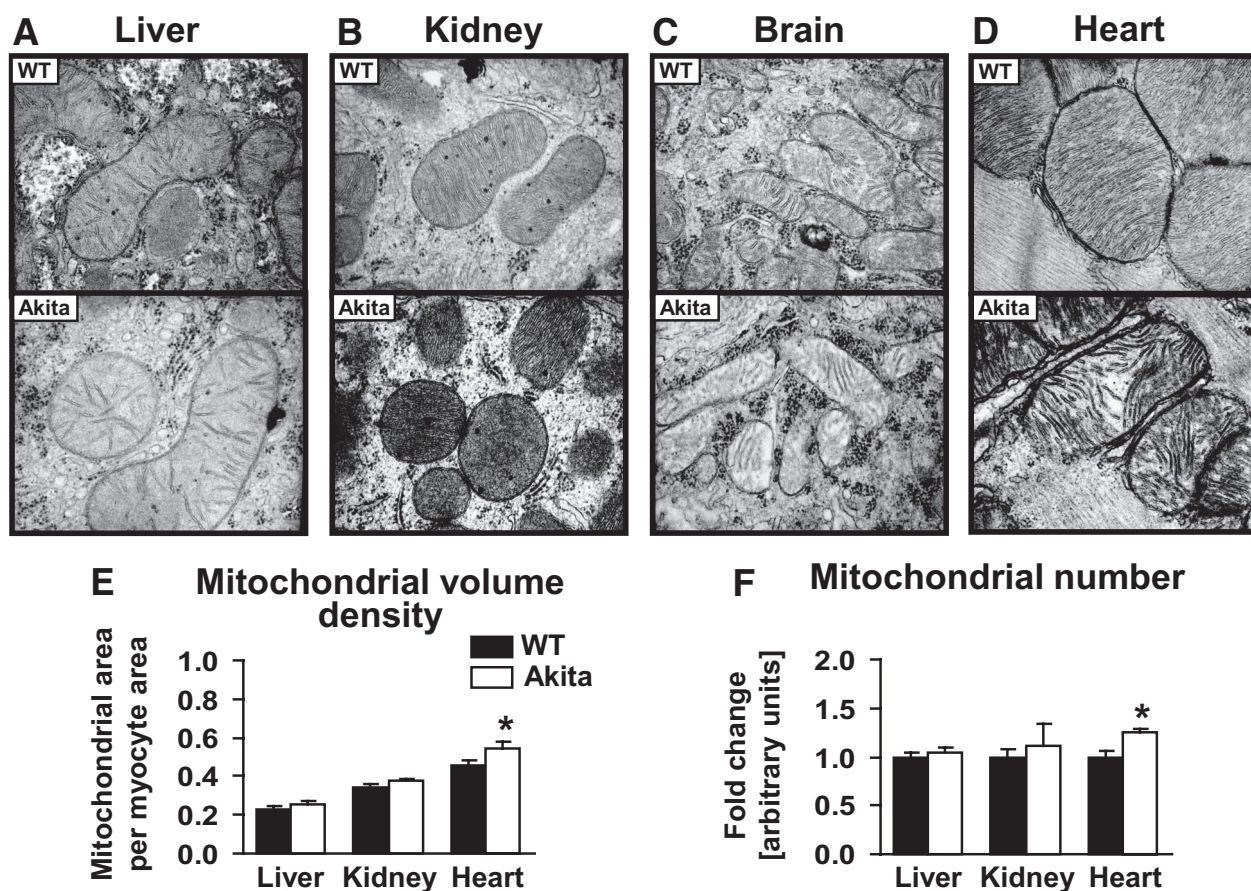 A Liver
B Kidney
C Brain
D Heart
WT
WT
WT
WT
Akita
Akita
Akita
Akita
E Mitochondrial volume
density
WT
Akita
Mitochondrial area
per myocyte area
1.0
0.8
0.6
0.4
0.2
0.0
*
Liver Kidney Heart
F Mitochondrial number
Fold change
[arbitrary units]
2.0
1.5
1.0
0.5
0.0
*
Liver Kidney Heart